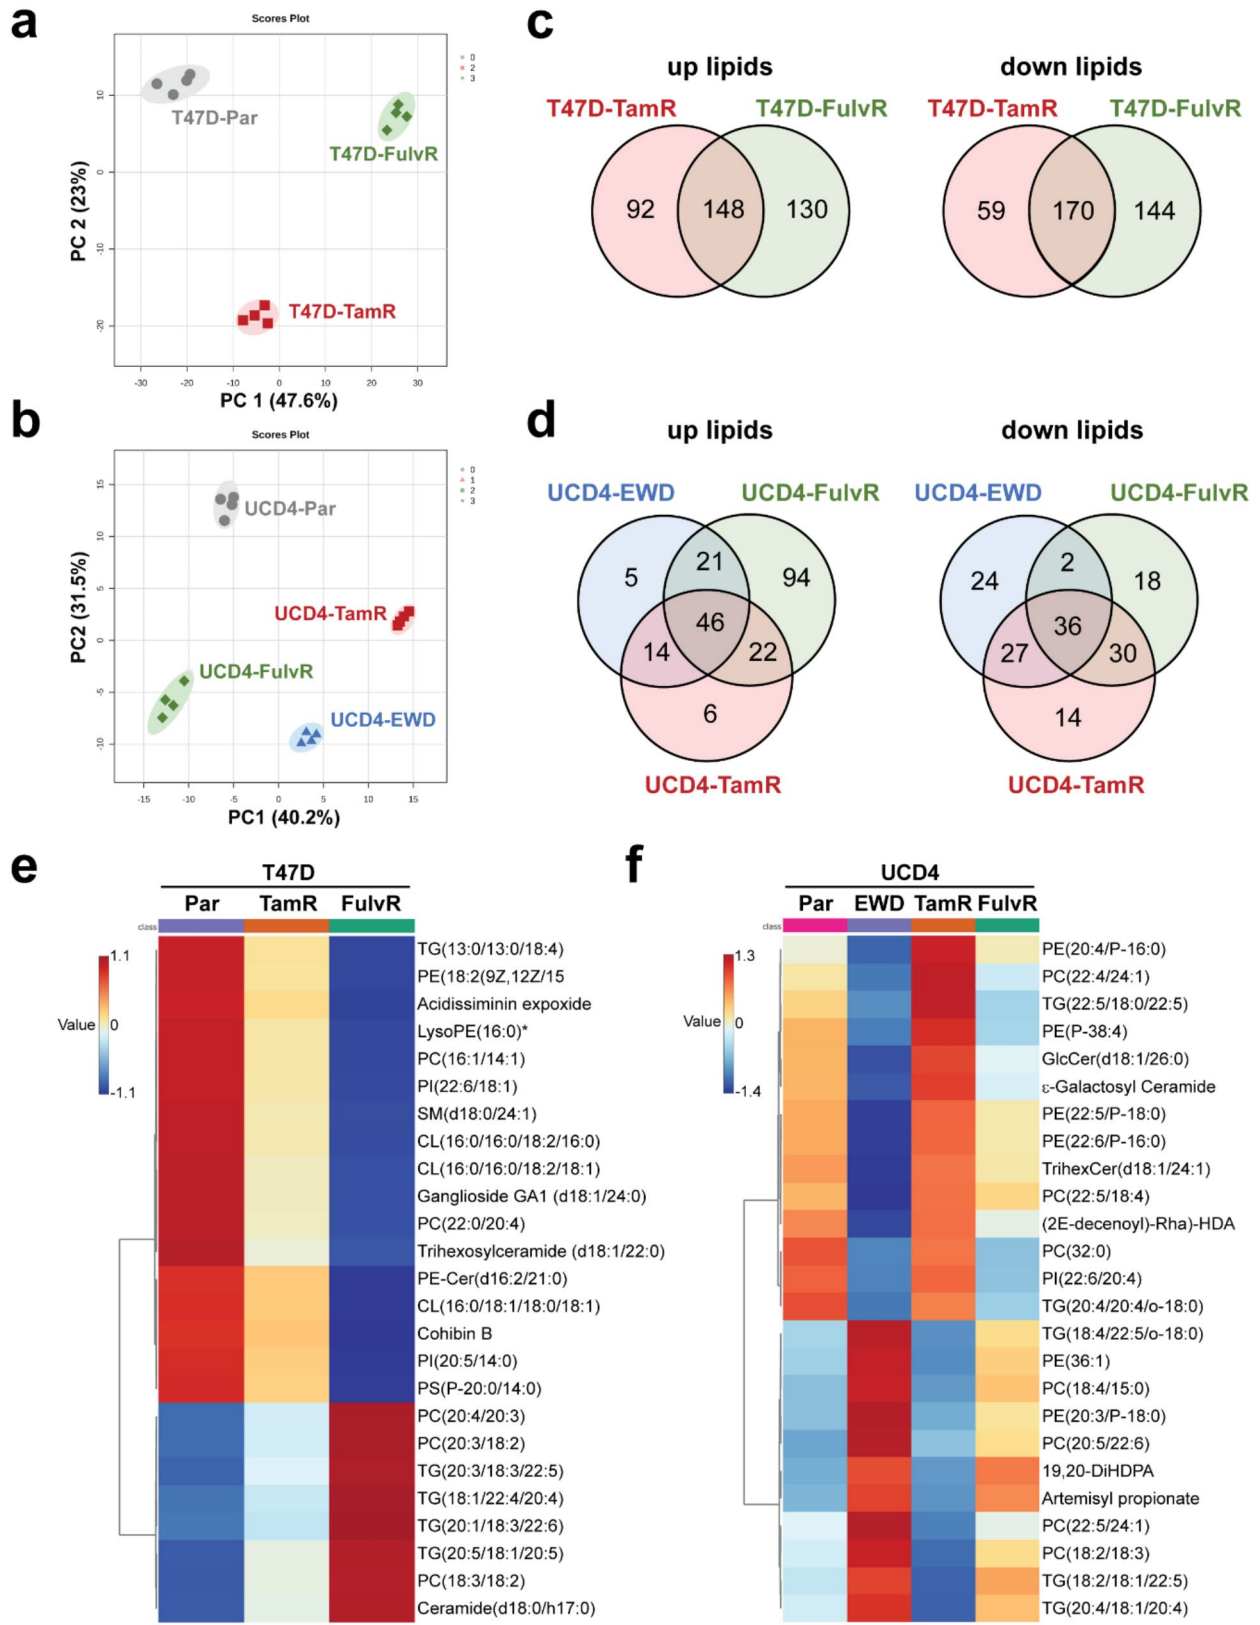 a
Scores Plot
0
2
3
T47D-Par
T47D-FulvR
T47D-TamR
PC 2 (23%)
10
0
-10
-20
-30 -20 -10 0 10 20 30
PC 1 (47.6%)
c
up lipids
T47D-TamR T47D-FulvR
92 148 130
down lipids
T47D-TamR T47D-FulvR
59 170 144
b
Scores Plot
0
1
2
3
UCD4-Par
UCD4-TamR
UCD4-FulvR
UCD4-EWD
PC2 (31.5%)
15
10
5
0
-5
-10
-15 -10 -5 0 5 10 15
PC1 (40.2%)
d
up lipids
UCD4-EWD UCD4-FulvR
21
5 94
46
14 22
6
UCD4-TamR
down lipids
UCD4-EWD UCD4-FulvR
2
24 18
36
27 30
14
UCD4-TamR
e
T47D
Par TamR FulvR
class
1.1
Value 0
-1.1
TG(13:0/13:0/18:4)
PE(18:2(9Z,12Z/15
Acidissiminin expoxide
LysoPE(16:0)*
PC(16:1/14:1)
PI(22:6/18:1)
SM(d18:0/24:1)
CL(16:0/16:0/18:2/16:0)
CL(16:0/16:0/18:2/18:1)
Ganglioside GA1 (d18:1/24:0)
PC(22:0/20:4)
Trihexosylceramide (d18:1/22:0)
PE-Cer(d16:2/21:0)
CL(16:0/18:1/18:0/18:1)
Cohibin B
PI(20:5/14:0)
PS(P-20:0/14:0)
PC(20:4/20:3)
PC(20:3/18:2)
TG(20:3/18:3/22:5)
TG(18:1/22:4/20:4)
TG(20:1/18:3/22:6)
TG(20:5/18:1/20:5)
PC(18:3/18:2)
Ceramide(d18:0/h17:0)
f
UCD4
Par EWD TamR FulvR
class
1.3
Value 0
-1.4
PE(20:4/P-16:0)
PC(22:4/24:1)
TG(22:5/18:0/22:5)
PE(P-38:4)
GlcCer(d18:1/26:0)
ε-Galactosyl Ceramide
PE(22:5/P-18:0)
PE(22:6/P-16:0)
TrihexCer(d18:1/24:1)
PC(22:5/18:4)
(2E-decenoyl)-Rha)-HDA
PC(32:0)
PI(22:6/20:4)
TG(20:4/20:4/o-18:0)
TG(18:4/22:5/o-18:0)
PE(36:1)
PC(18:4/15:0)
PE(20:3/P-18:0)
PC(20:5/22:6)
19,20-DiHDPA
Artemisyl propionate
PC(22:5/24:1)
PC(18:2/18:3)
TG(18:2/18:1/22:5)
TG(20:4/18:1/20:4)